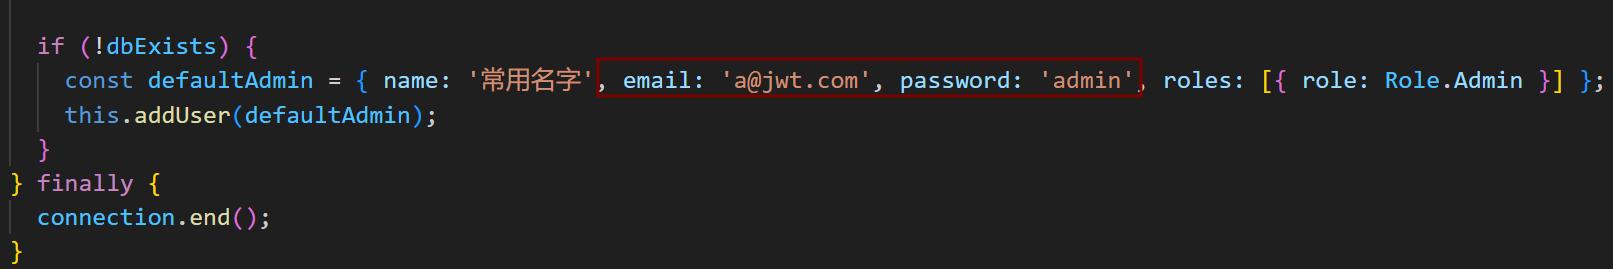 if (!dbExists) {
const defaultAdmin = { name: '常用名字', email: 'a@jwt.com', password: 'admin', roles: [{ role: Role.Admin }] };
this.addUser(defaultAdmin);
}
} finally {
connection.end();
}